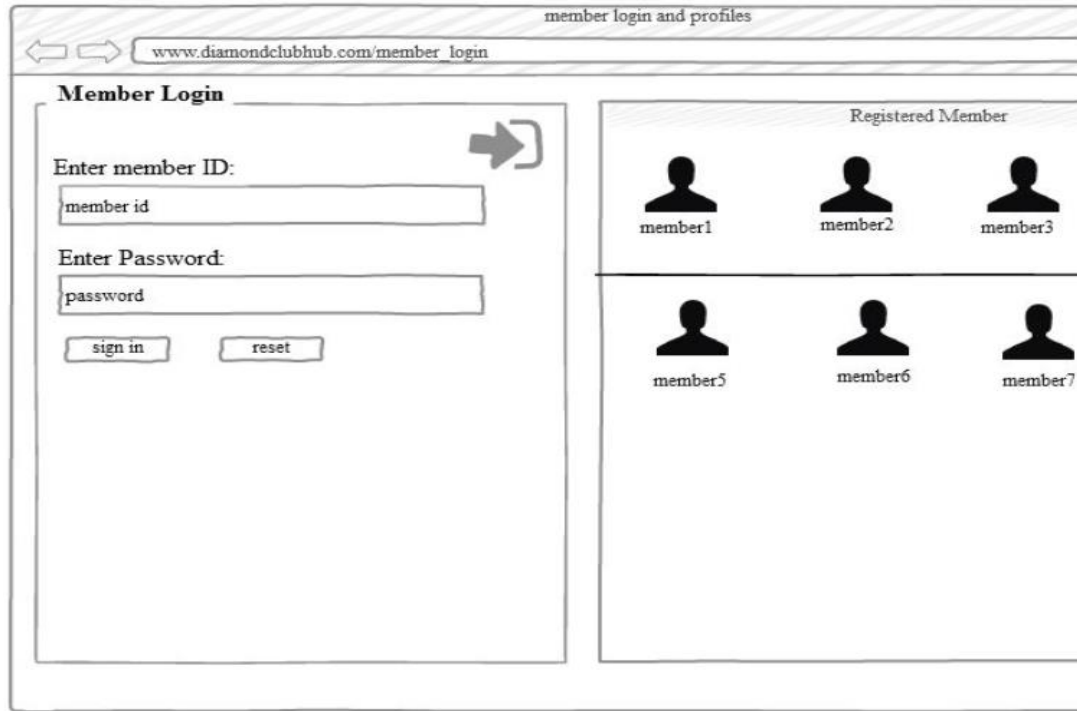 member login and profiles
www.diamondclubhub.com/member_login
Member Login
Enter member ID:
member id
Enter Password:
password
sign in reset
Registered Member
member1 member2 member3
member5 member6 member7